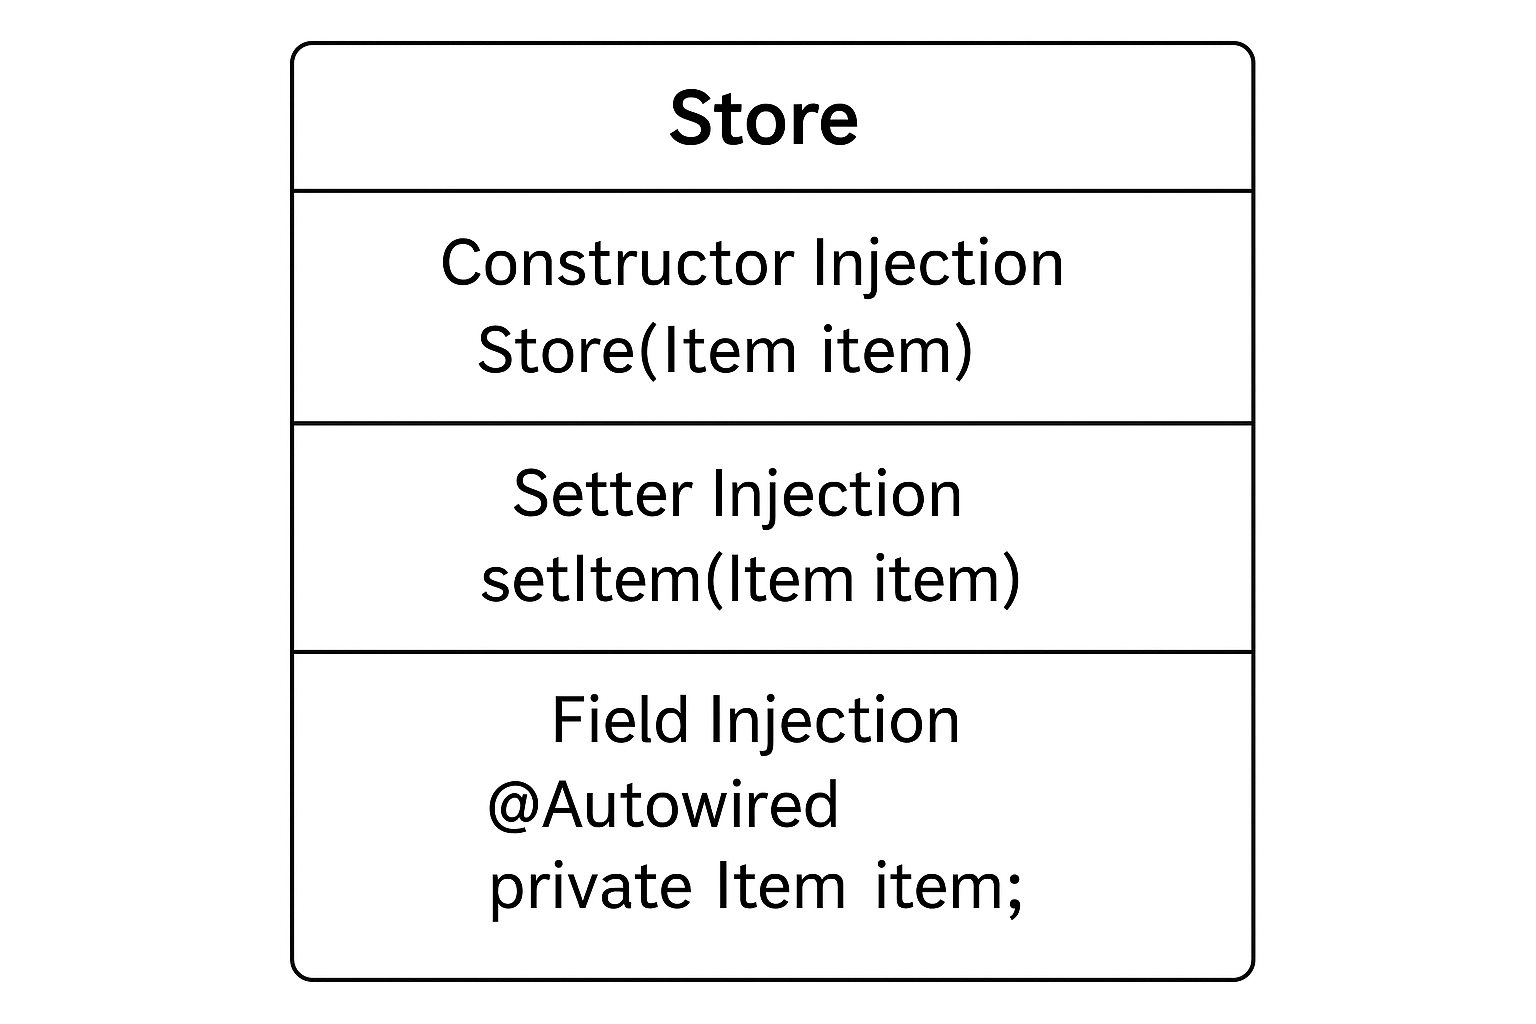 Store
Constructor Injection
Store(Item item)
Setter Injection
setItem(Item item)
Field Injection
@Autowired
private Item item;